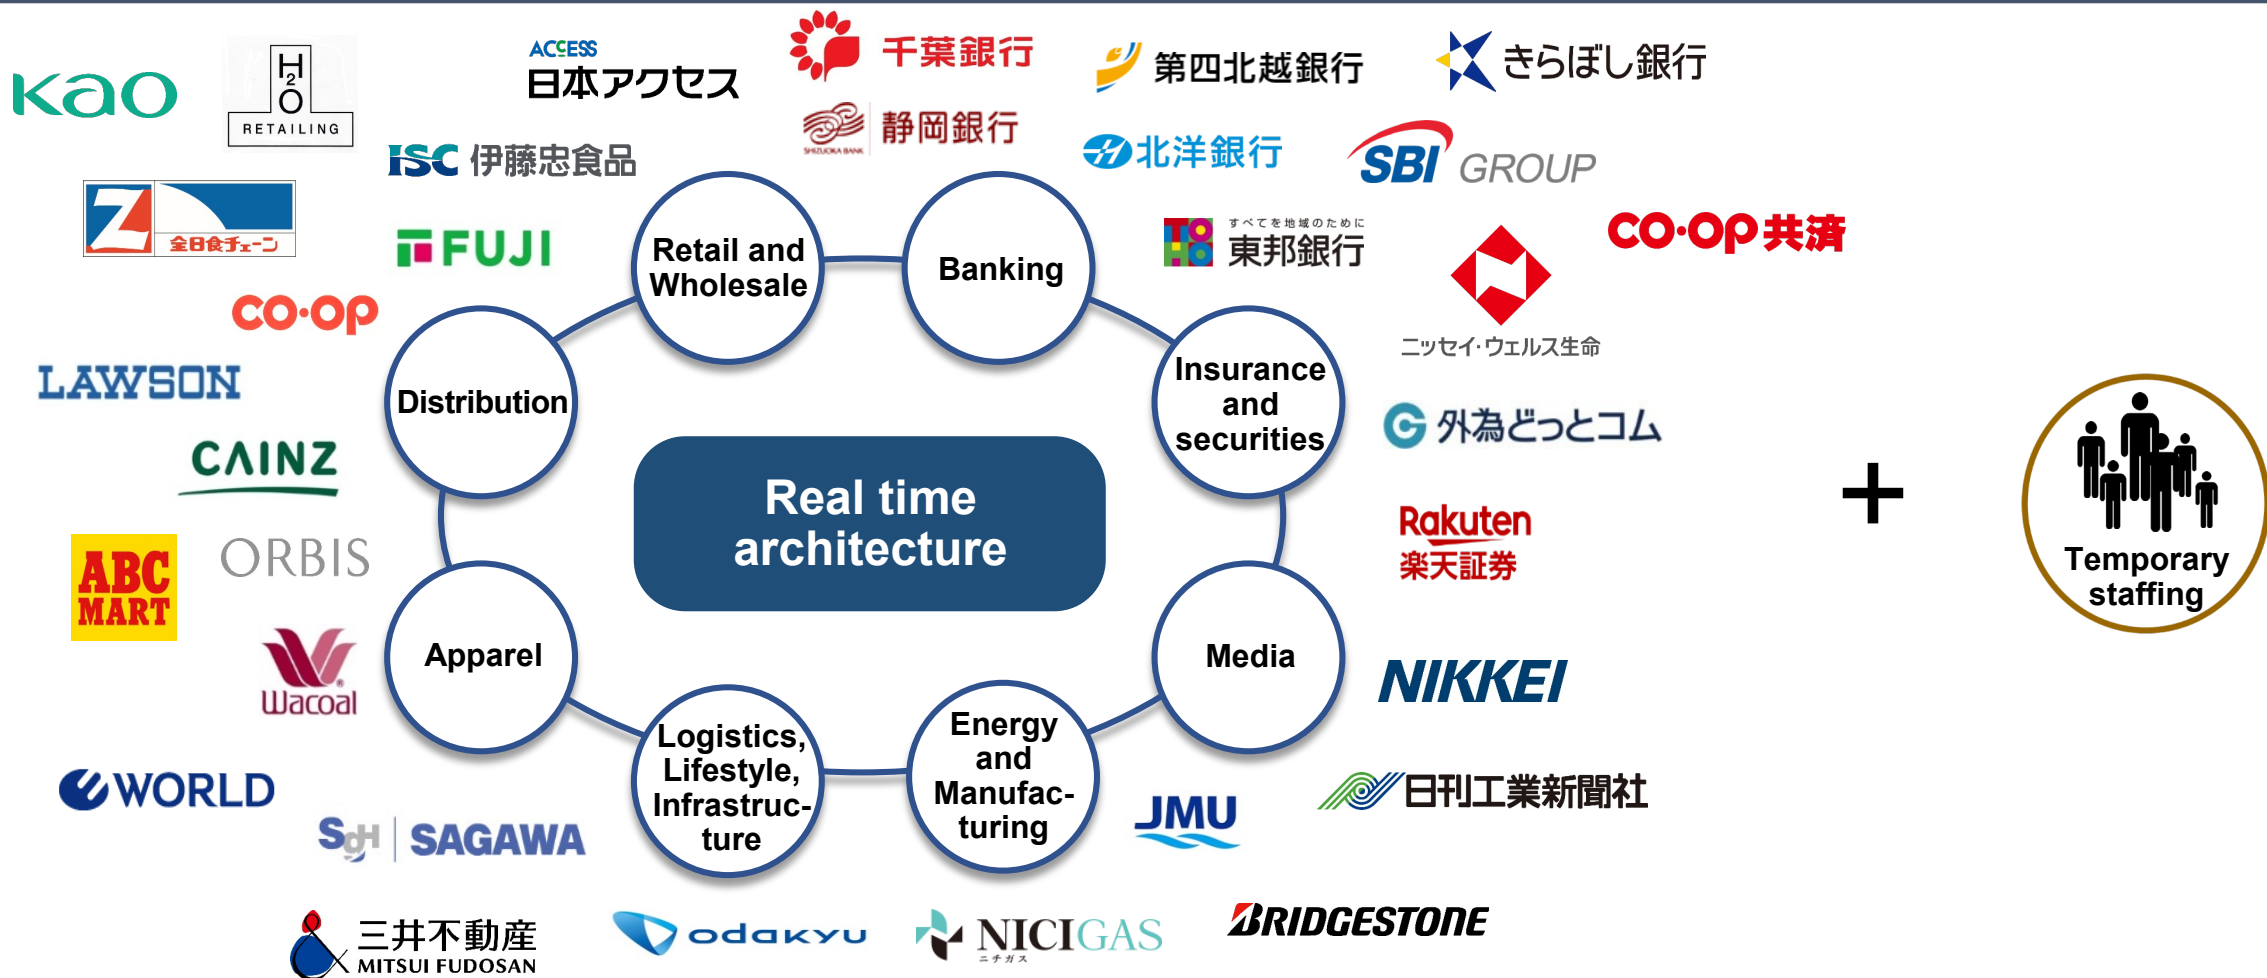 Kao
H2O
RETAILING
ACCESS
日本アクセス
千葉銀行
静岡銀行
SHIZUOKA BANK
第四北越銀行
きらぼし銀行
ISC 伊藤忠食品
北洋銀行
SBI GROUP
Z
全日食チェーン
FUJI
Retail and
Wholesale
Banking
TOHO
すべてを地域のために
東邦銀行
CO·OP共済
ニッセイ・ウェルス生命
CO·OP
LAWSON
Distribution
Insurance
and
securities
外為どっとコム
CAINZ
Real time
architecture
+
Temporary
staffing
Rakuten
楽天証券
ABC
MART
ORBIS
Wacoal
®
Apparel
Media
NIKKEI
Logistics,
Lifestyle,
Infrastruc-
ture
Energy
and
Manufac-
turing
WORLD
SGH SAGAWA
JMU
日刊工業新聞社
三井不動産
MITSUI FUDOSAN
odakyu
NICIGAS
ニチガス
BRIDGESTONE